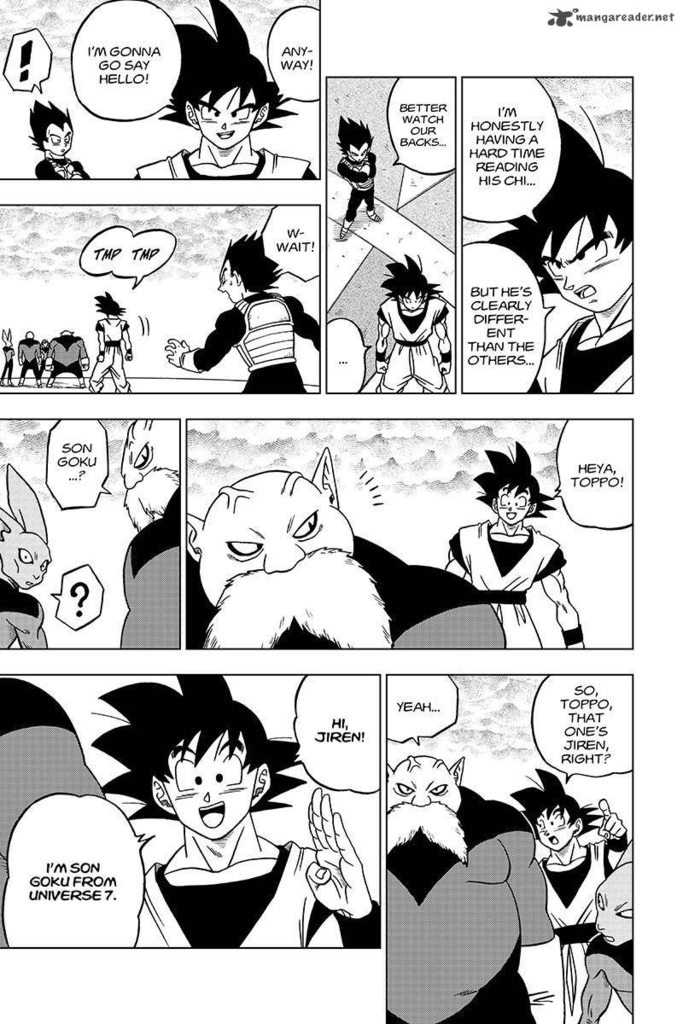 mangareader.net
I'M
HONESTLY
HAVING A
HARD TIME
READING
HIS CHI...
BUT HE'S
CLEARLY
DIFFER-
ENT
THAN THE
OTHERS...
BETTER
WATCH
OUR
BACKS...
...
ANY-
WAY!
I'M GONNA
GO SAY
HELLO!
!
W-
WAIT!
TMP TMP
HEYA,
TOPPO!
SON
GOKU
...?
?
SO,
TOPPO,
THAT
ONE'S
JIREN,
RIGHT?
YEAH...
HI,
JIREN!
I'M SON
GOKU FROM
UNIVERSE 7.